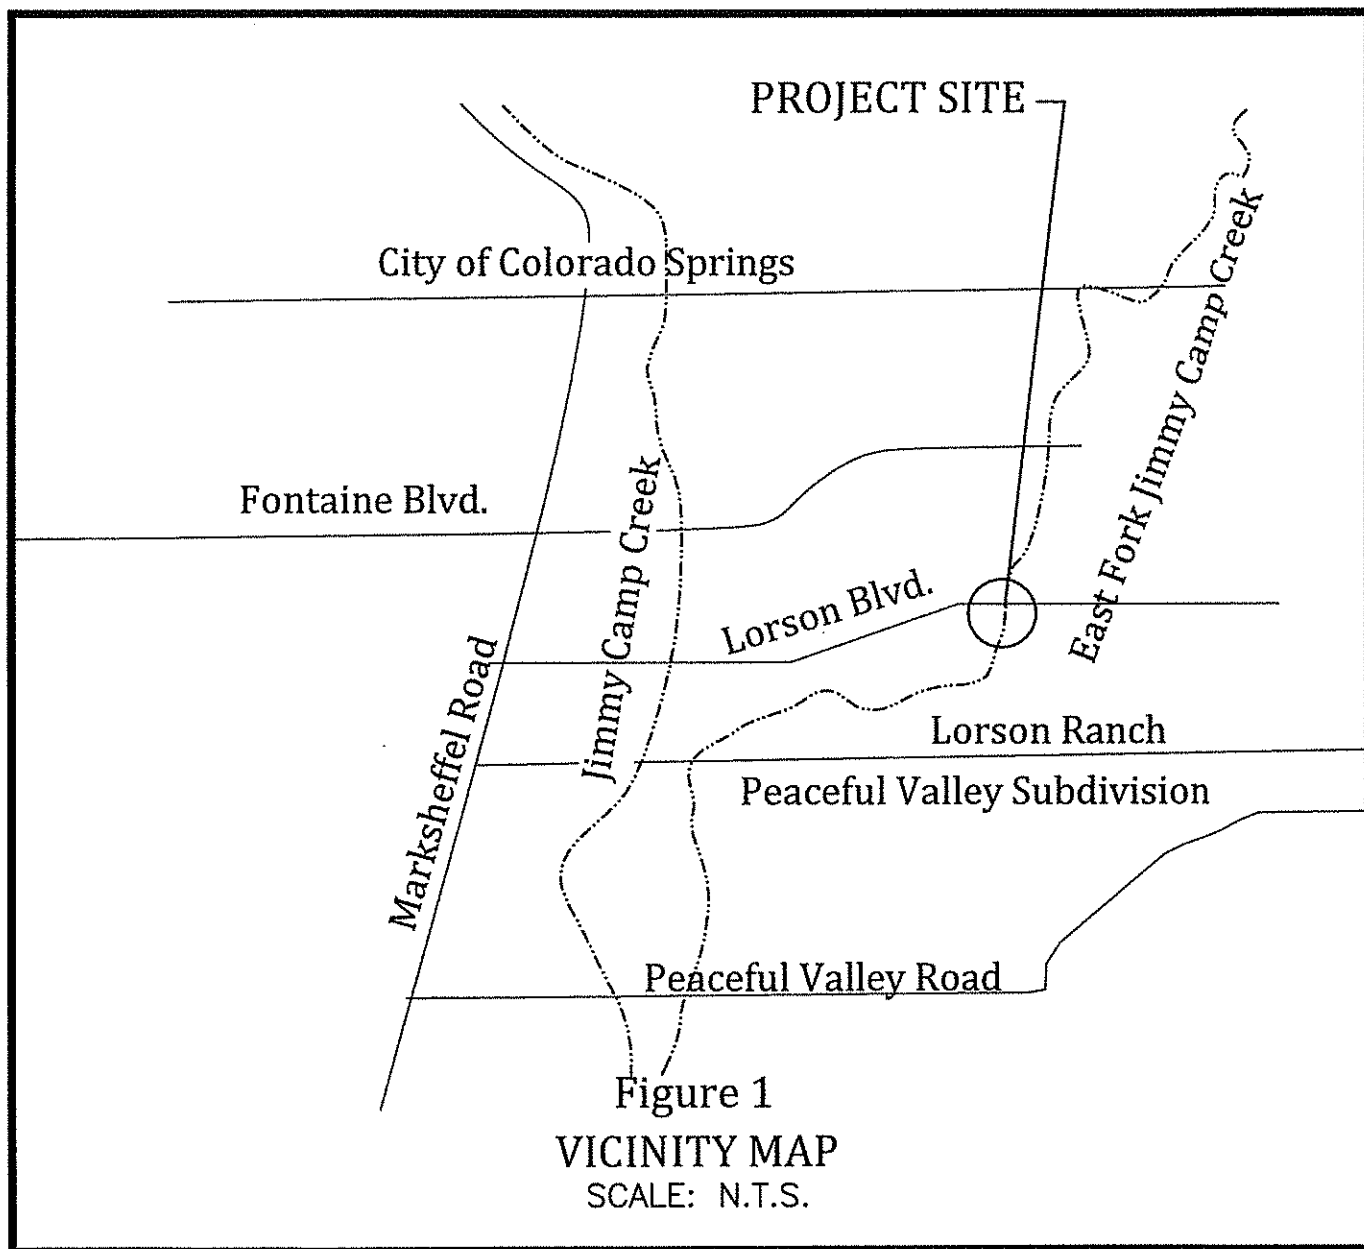 PROJECT SITE
City of Colorado Springs
East Fork Jimmy Camp Creek
Fontaine Blvd.
Jimmy Camp Creek
Lorson Blvd.
Marksheffel Road
Lorson Ranch
Peaceful Valley Subdivision
Peaceful Valley Road
Figure 1
VICINITY MAP
SCALE: N.T.S.